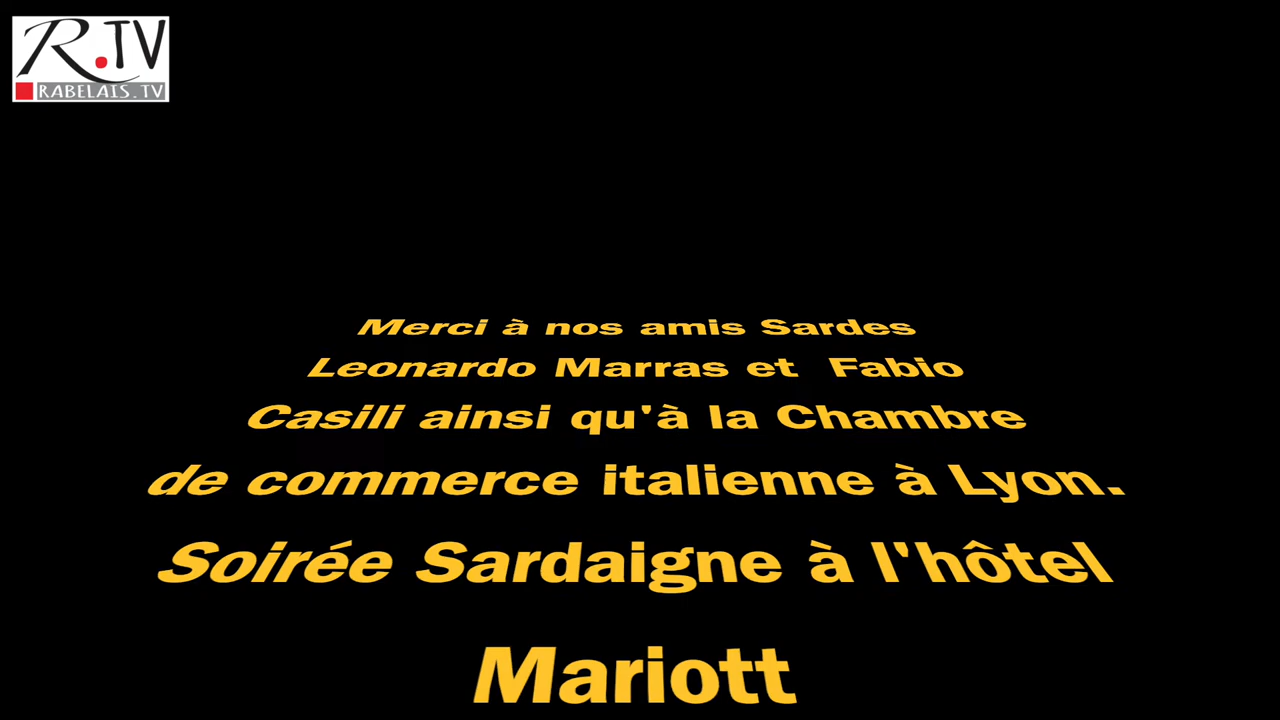 R.TV
RABELAIS.TV
Merci à nos amis Sardes
Leonardo Marras et  Fabio
Casili ainsi qu'à la Chambre
de commerce italienne à Lyon.
Soirée Sardaigne à l'hôtel
Mariott